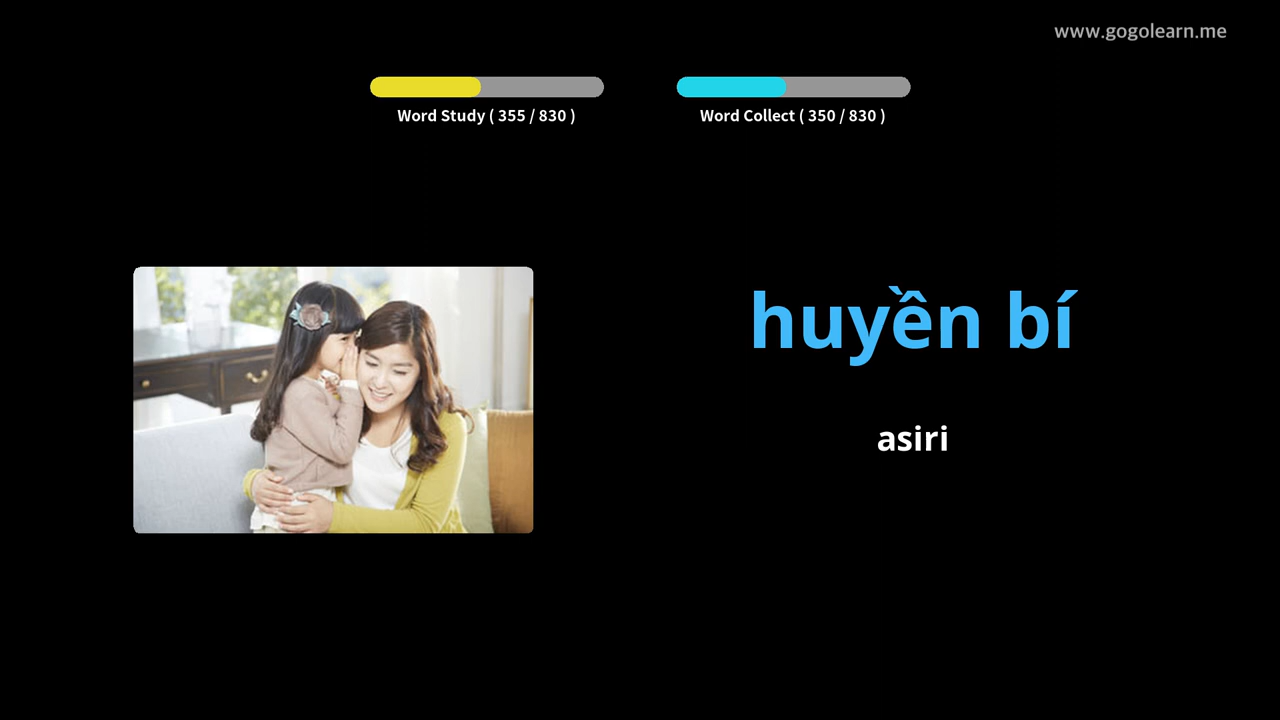 www.gogolearn.me
Word Study ( 355 / 830 )
Word Collect ( 350 / 830 )
huyền bí
asiri